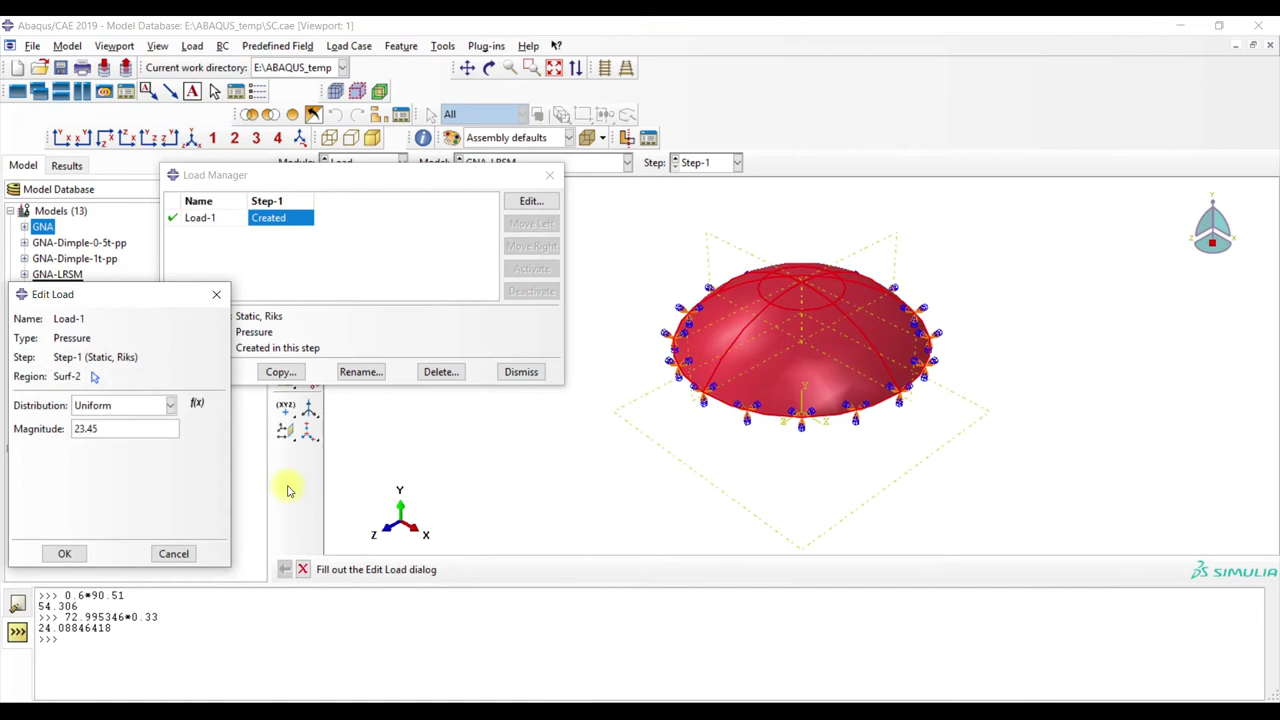 Abaqus/CAE 2019 - Model Database: E:\ABAQUS_temp\SC.cae [Viewport: 1]
File Model Viewport View Load BC Predefined Field Load Case Feature Tools Plug-ins Help
Current work directory: E:\ABAQUS_temp
A
All
1 2 3 4 Assembly defaults
Model Results
Step: Step-1
Load Manager
Model Database
Models (13)
GNA
GNA-Dimple-0-5t-pp
GNA-Dimple-1t-pp
GNA-LRSM
Name Step-1 Edit...
Load-1 Created
Move Left
Move Right
Activate
Deactivate
Static, Riks
Pressure
Created in this step
Copy... Rename... Delete... Dismiss
Edit Load
Name: Load-1
Type: Pressure
Step: Step-1 (Static, Riks)
Region: Surf-2
Distribution: Uniform f(x)
Magnitude: 23.45
OK Cancel
(XYZ)
Y
Z X
Y
Z X
Y
Z X
Fill out the Edit Load dialog
SIMULIA
>>> 0.6*90.51
54.306
>>> 72.995346*0.33
24.08846418
>>>
>>>